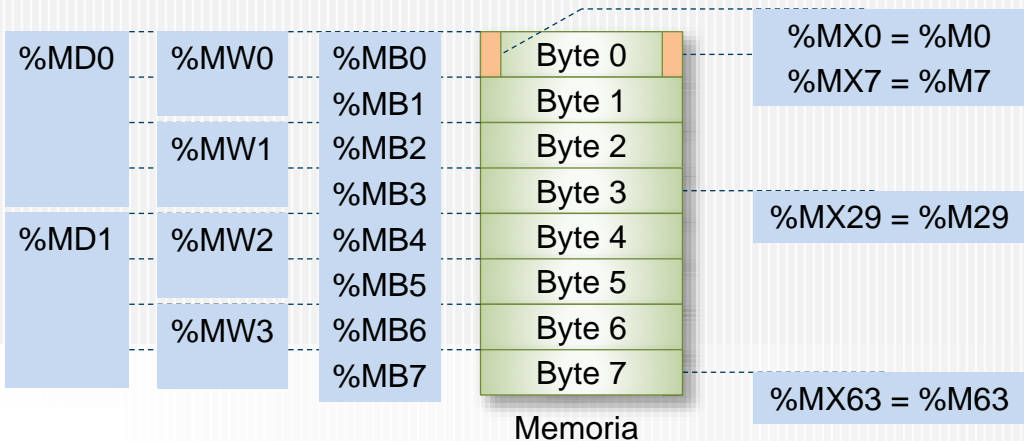 %MD0
%MD1
%MW0
%MW1
%MW2
%MW3
%MB0
%MB1
%MB2
%MB3
%MB4
%MB5
%MB6
%MB7
Byte 0
Byte 1
Byte 2
Byte 3
Byte 4
Byte 5
Byte 6
Byte 7
Memoria
%MX0 = %M0
%MX7 = %M7
%MX29 = %M29
%MX63 = %M63